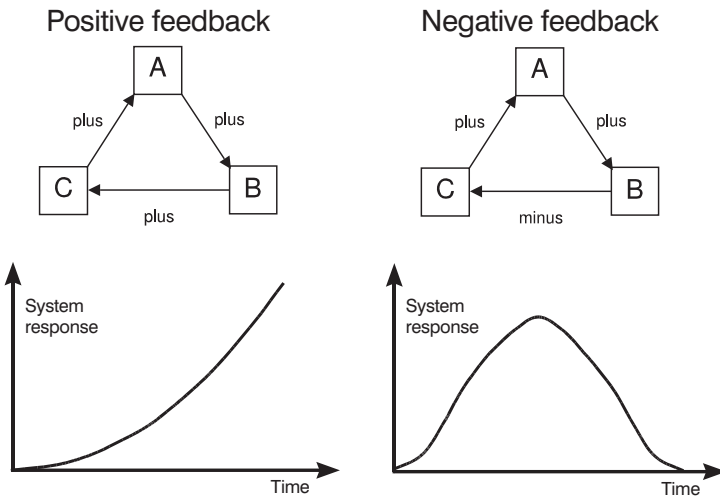 Positive feedback
A
plus
plus
C
B
plus
Negative feedback
A
plus
plus
C
B
minus
System
response
Time
System
response
Time